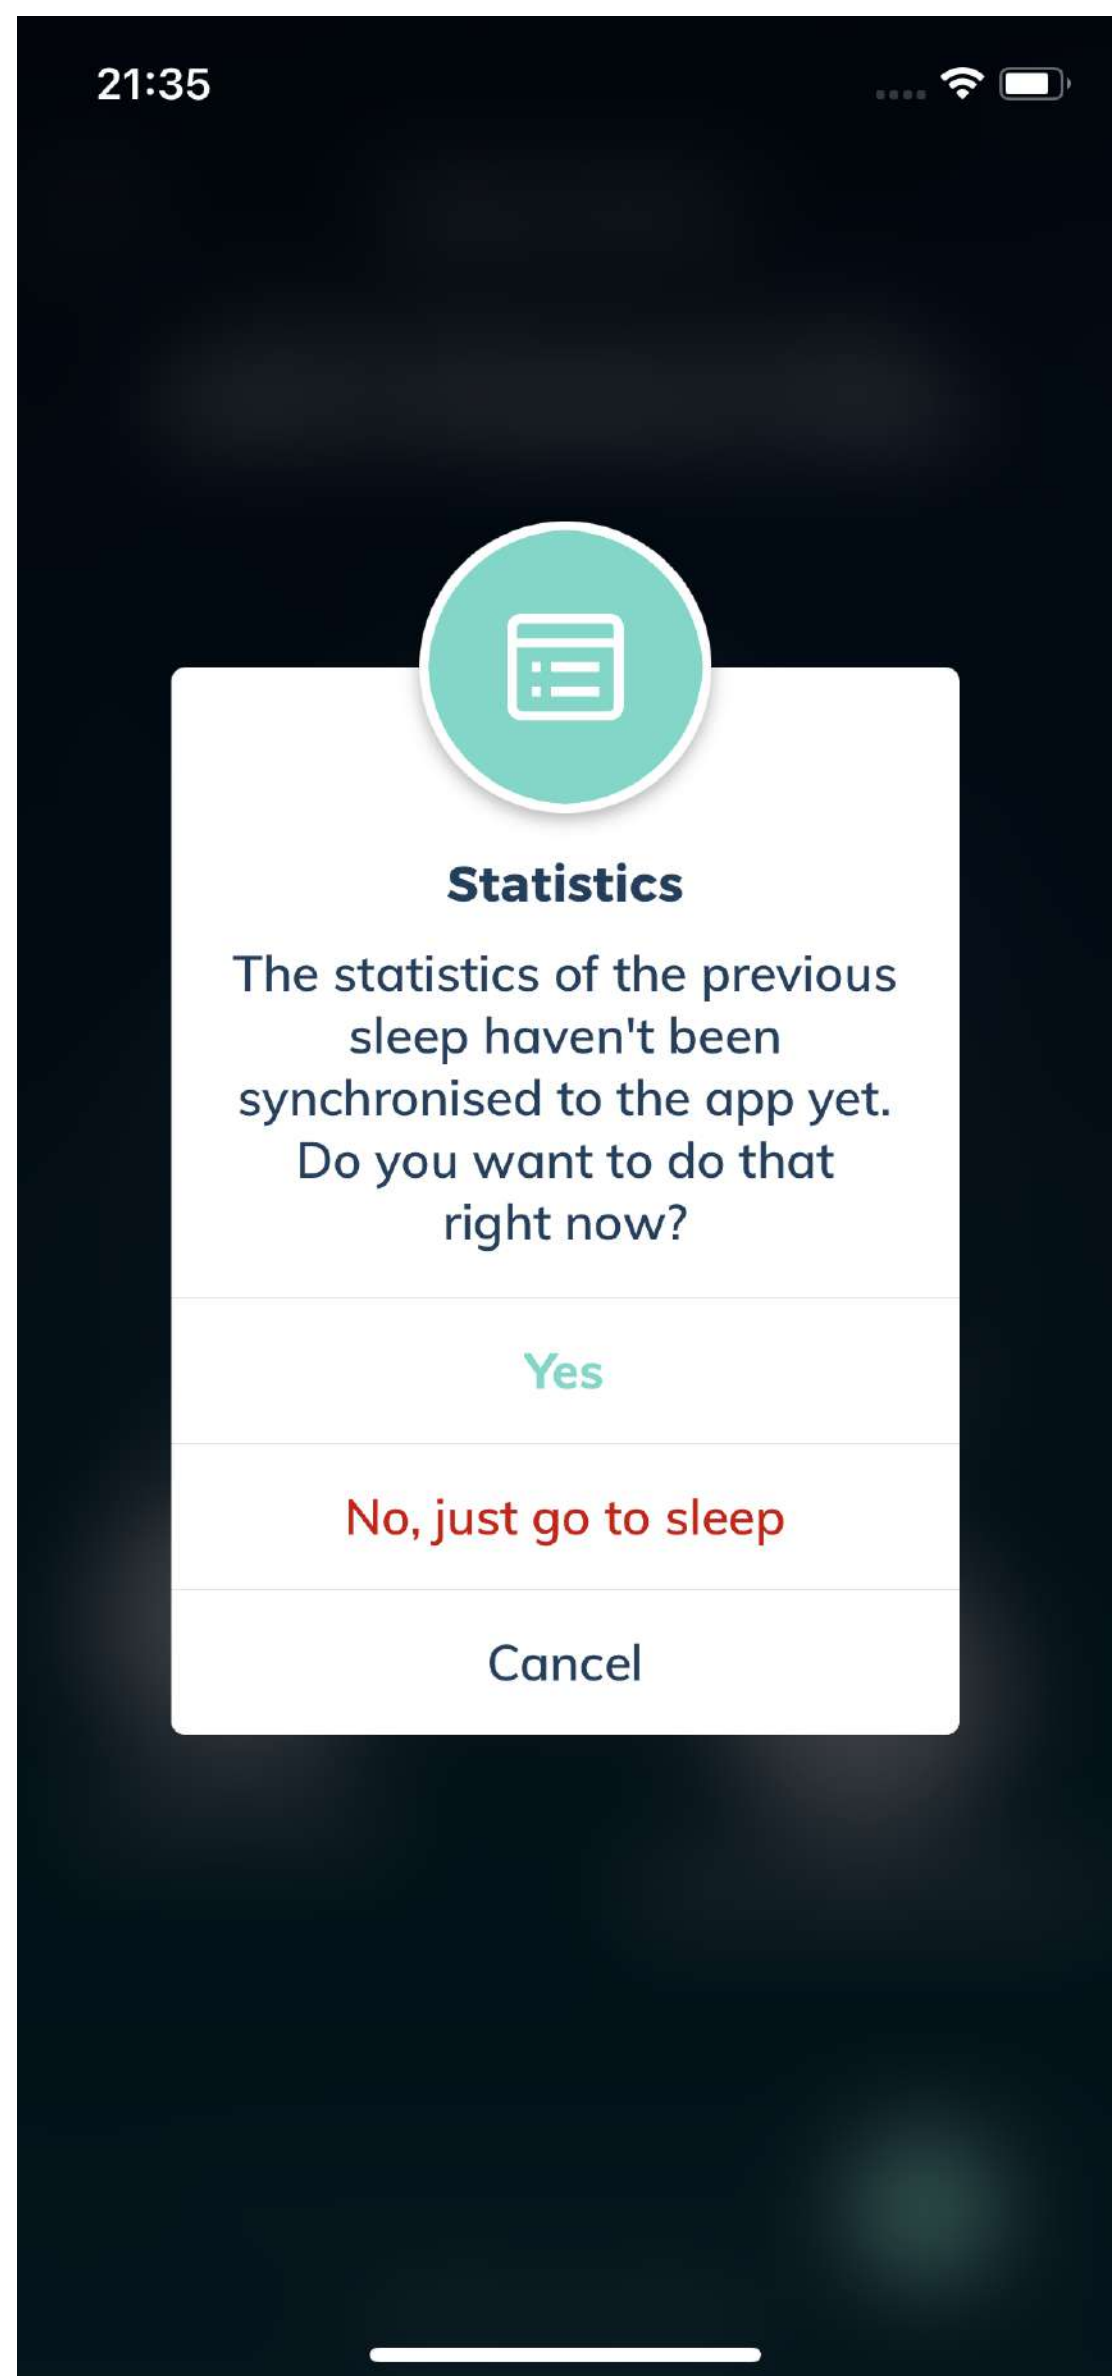 21:35
Statistics
The statistics of the previous
sleep haven't been
synchronised to the app yet.
Do you want to do that
right now?
Yes
No, just go to sleep
Cancel